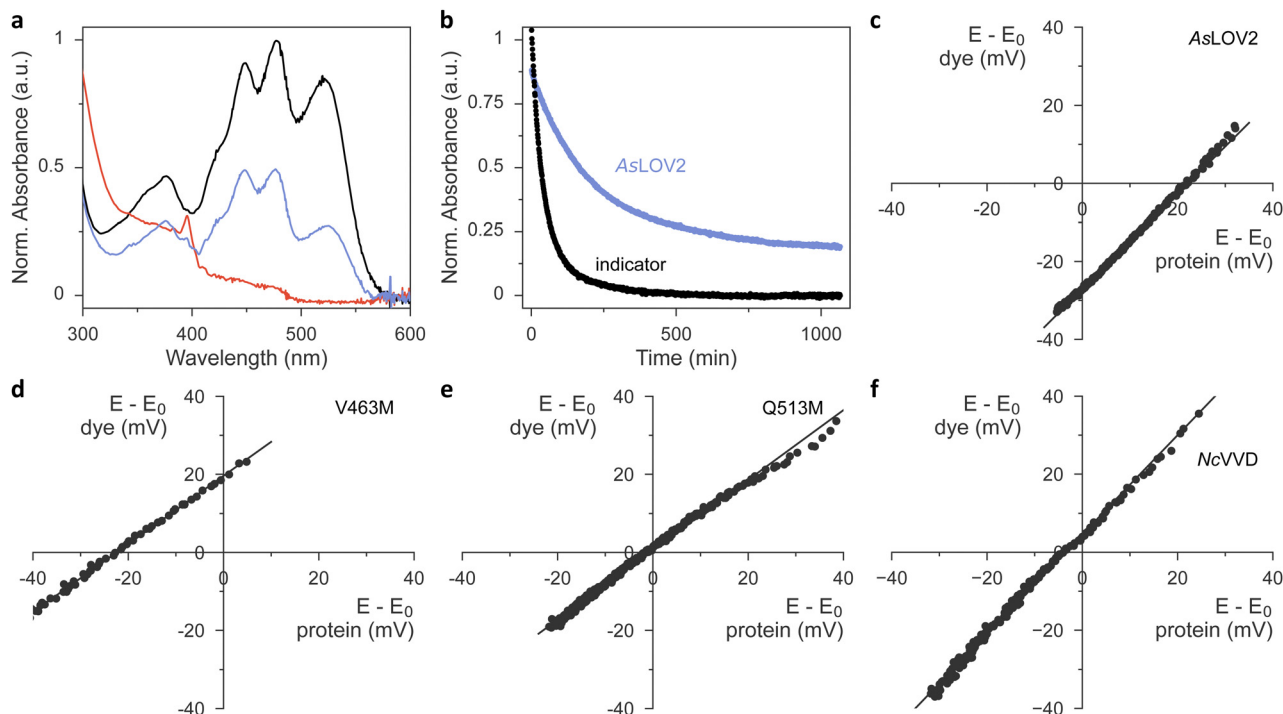 a
Norm. Absorbance (a.u.)
1
0.5
0
300
400
500
600
Wavelength (nm)
b
Norm. Absorbance (a.u.)
1
0.75
0.5
0.25
0
AsLOV2
indicator
0
500
1000
Time (min)
c
E - E0
dye (mV)
AsLOV2
40
20
-20
-40
-40
-20
0
20
40
E - E0
protein (mV)
d
E - E0
dye (mV)
V463M
40
20
-20
-40
-40
-20
0
20
40
E - E0
protein (mV)
e
E - E0
dye (mV)
Q513M
40
20
-20
-40
-40
-20
0
20
40
E - E0
protein (mV)
f
E - E0
dye (mV)
NcVVD
40
20
-20
-40
−40
−20
0
20
40
E - E0
protein (mV)